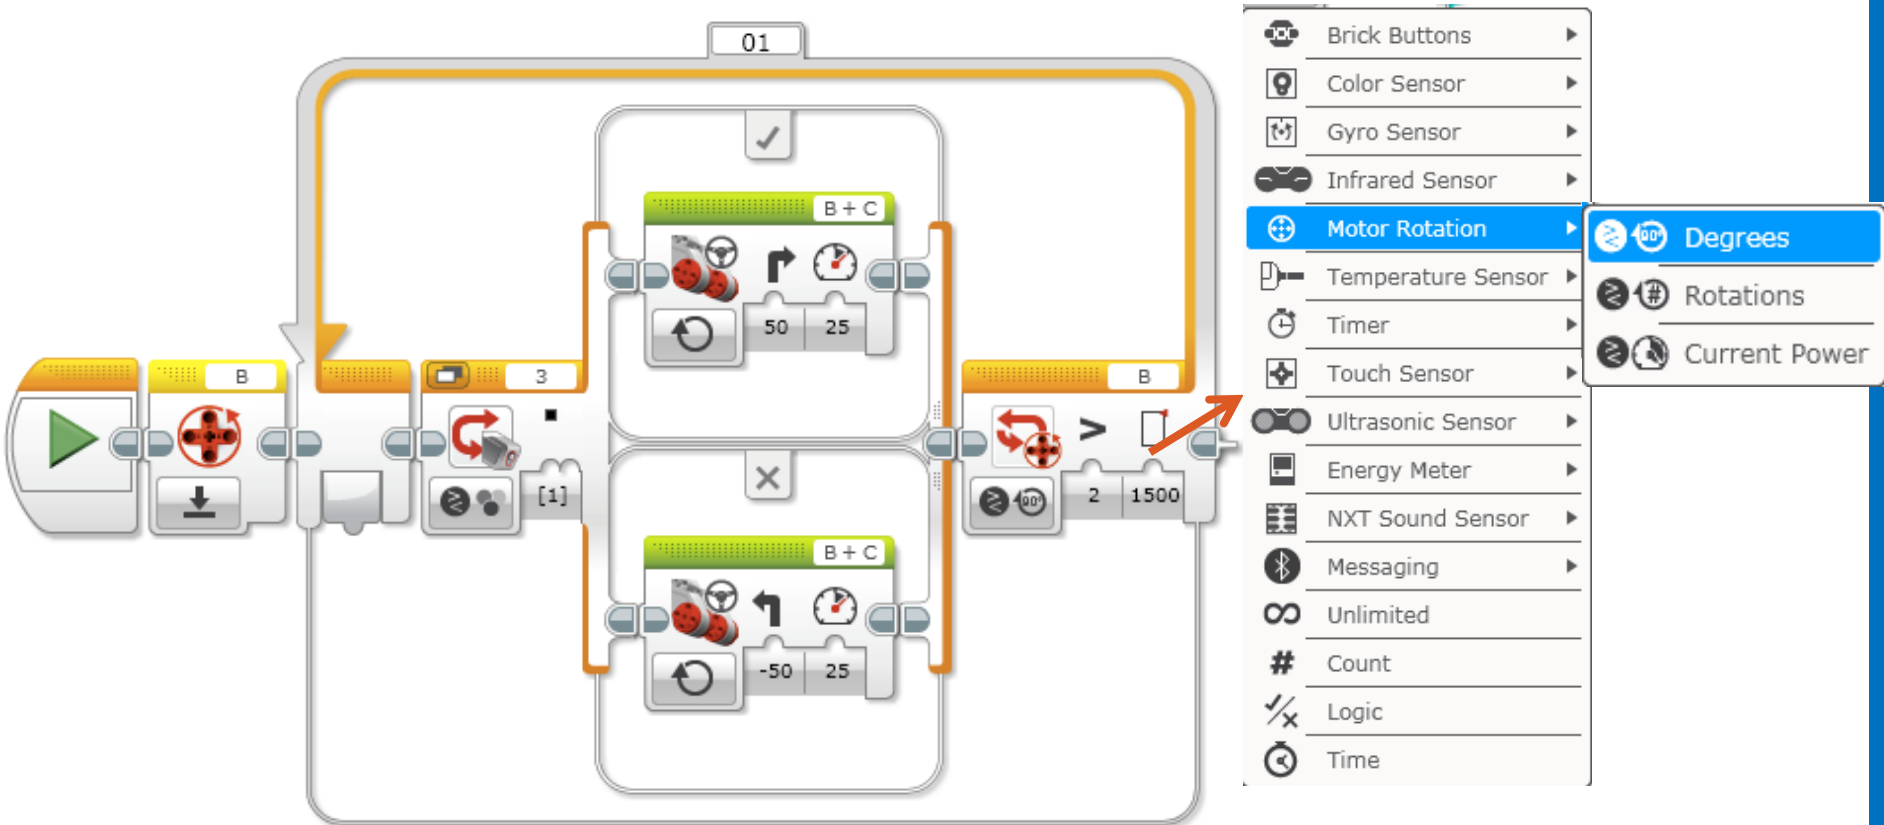 01
B
3
[1]
B + C
50 25
B + C
-50 25
B
> 
2 1500
90°
Brick Buttons
Color Sensor
Gyro Sensor
Infrared Sensor
Motor Rotation
Temperature Sensor
Timer
Touch Sensor
Ultrasonic Sensor
Energy Meter
NXT Sound Sensor
Messaging
Unlimited
# Count
Logic
Time
90° Degrees
# Rotations
Current Power